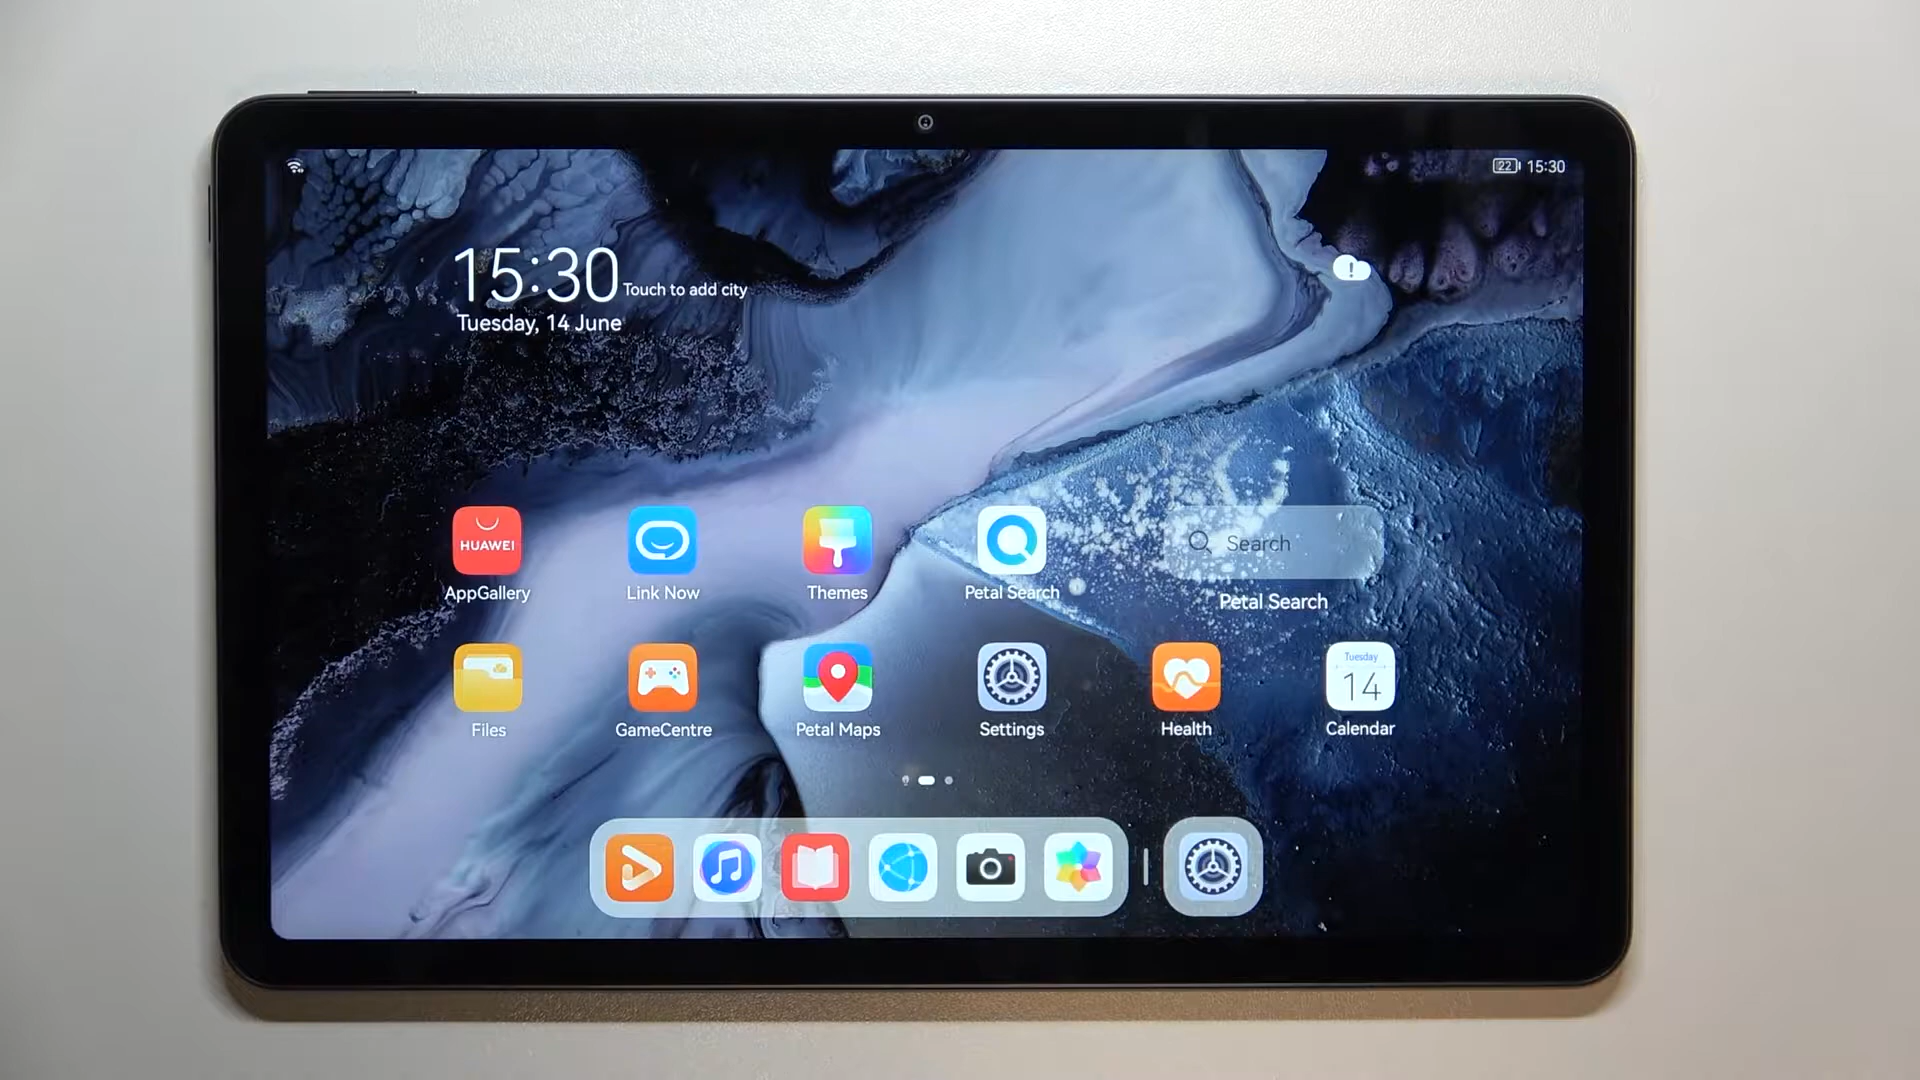 22 15:30
15:30 Touch to add city
Tuesday, 14 June
HUAWEI
Search
AppGallery
Link Now
Themes
Petal Search
Petal Search
Tuesday
14
Files
GameCentre
Petal Maps
Settings
Health
Calendar